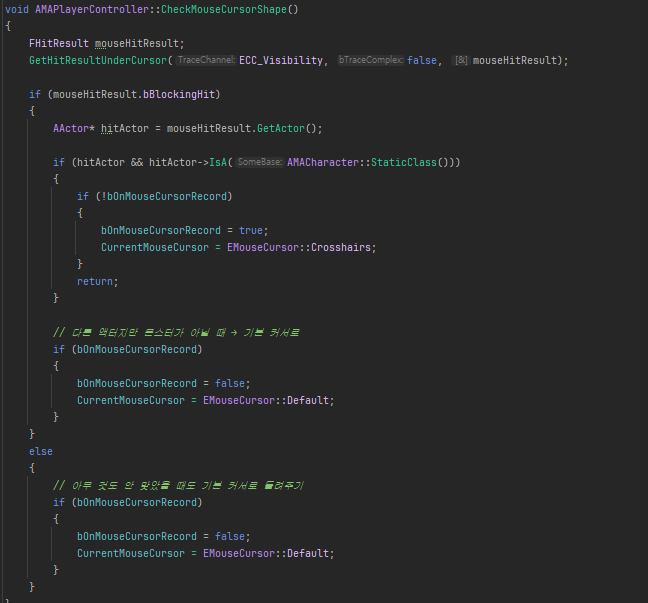 void AMAPlayerController::CheckMouseCursorShape()
{
FHitResult mouseHitResult;
GetHitResultUnderCursor( TraceChannel: ECC_Visibility, bTraceComplex: false, [&] mouseHitResult);
if (mouseHitResult.bBlockingHit)
{
AActor* hitActor = mouseHitResult.GetActor();
if (hitActor && hitActor->IsA( SomeBase: AMACharacter::StaticClass()))
{
if (!bOnMouseCursorRecord)
{
bOnMouseCursorRecord = true;
CurrentMouseCursor = EMouseCursor::Crosshairs;
}
return;
}
// 다른 액터지만 몬스터가 아닐 때 → 기본 커서로
if (bOnMouseCursorRecord)
{
bOnMouseCursorRecord = false;
CurrentMouseCursor = EMouseCursor::Default;
}
}
else
{
// 아무 것도 안 맞았을 때도 기본 커서로 돌려주기
if (bOnMouseCursorRecord)
{
bOnMouseCursorRecord = false;
CurrentMouseCursor = EMouseCursor::Default;
}
}
}